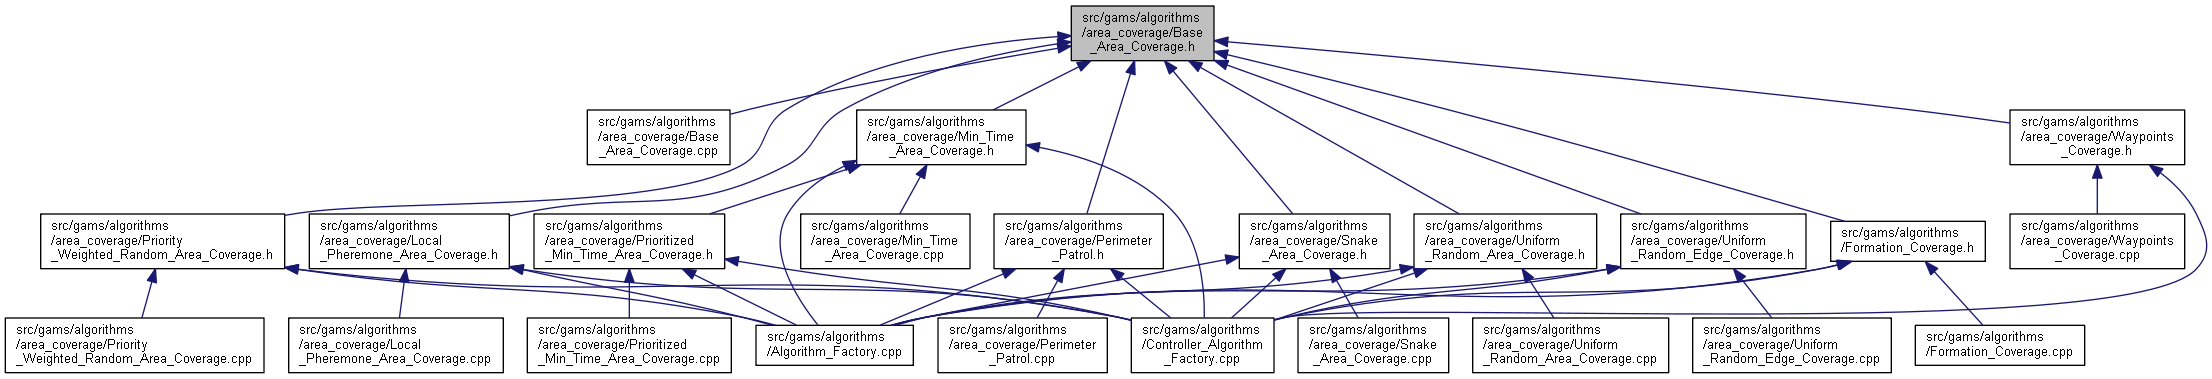 src/gams/algorithms
/area_coverage/Base
_Area_Coverage.h
src/gams/algorithms
/area_coverage/Base
_Area_Coverage.cpp
src/gams/algorithms
/area_coverage/Min_Time
_Area_Coverage.h
src/gams/algorithms
/area_coverage/Waypoints
_Coverage.h
src/gams/algorithms
/area_coverage/Priority
_Weighted_Random_Area_Coverage.h
src/gams/algorithms
/area_coverage/Local
_Pheremone_Area_Coverage.h
src/gams/algorithms
/area_coverage/Prioritized
_Min_Time_Area_Coverage.h
src/gams/algorithms
/area_coverage/Min_Time
_Area_Coverage.cpp
src/gams/algorithms
/area_coverage/Perimeter
_Patrol.h
src/gams/algorithms
/area_coverage/Snake
_Area_Coverage.h
src/gams/algorithms
/area_coverage/Uniform
_Random_Area_Coverage.h
src/gams/algorithms
/area_coverage/Uniform
_Random_Edge_Coverage.h
src/gams/algorithms
/Formation_Coverage.h
src/gams/algorithms
/area_coverage/Waypoints
_Coverage.cpp
src/gams/algorithms
/area_coverage/Priority
_Weighted_Random_Area_Coverage.cpp
src/gams/algorithms
/area_coverage/Local
_Pheremone_Area_Coverage.cpp
src/gams/algorithms
/area_coverage/Prioritized
_Min_Time_Area_Coverage.cpp
src/gams/algorithms
/Algorithm_Factory.cpp
src/gams/algorithms
/area_coverage/Perimeter
_Patrol.cpp
src/gams/algorithms
/Controller_Algorithm
_Factory.cpp
src/gams/algorithms
/area_coverage/Snake
_Area_Coverage.cpp
src/gams/algorithms
/area_coverage/Uniform
_Random_Area_Coverage.cpp
src/gams/algorithms
/area_coverage/Uniform
_Random_Edge_Coverage.cpp
src/gams/algorithms
/Formation_Coverage.cpp